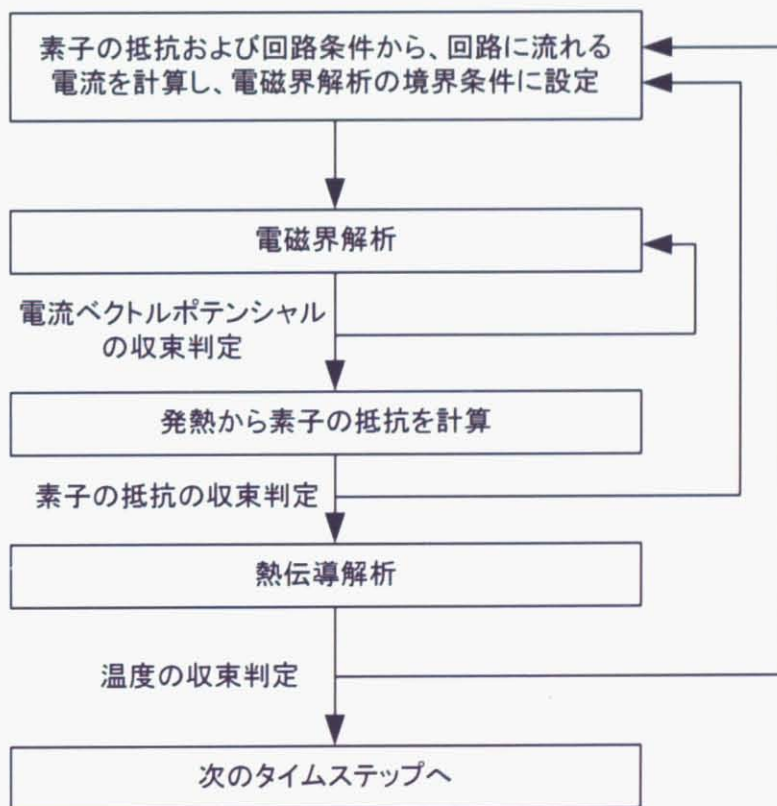 素子の抵抗および回路条件から、回路に流れる
電流を計算し、電磁界解析の境界条件に設定
電磁界解析
電流ベクトルポテンシャル
の収束判定
発熱から素子の抵抗を計算
素子の抵抗の収束判定
熱伝導解析
温度の収束判定
次のタイムステップへ